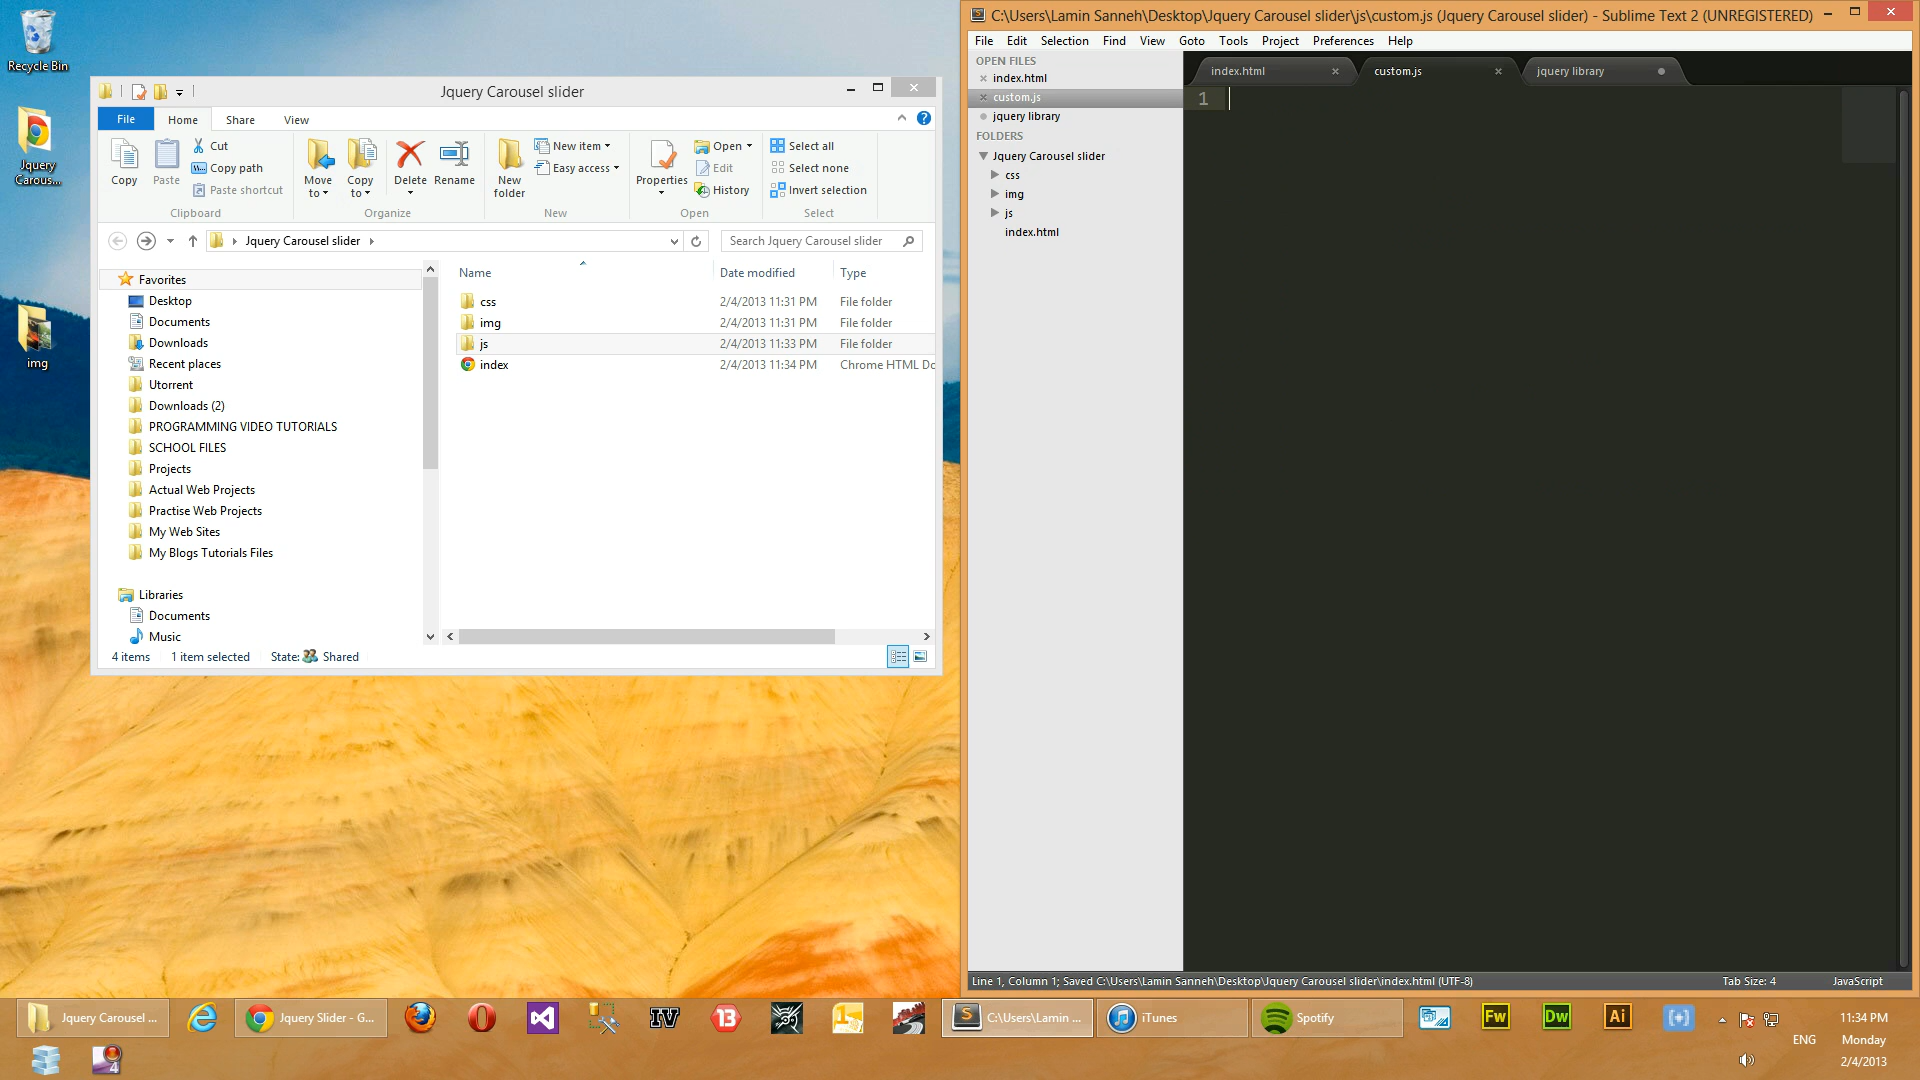 Recycle Bin
Jquery
Carous...
img
Jquery Carousel slider
File
Home
Share
View
Copy
Paste
Cut
Copy path
Paste shortcut
Clipboard
Move
to
Copy
to
Delete
Rename
Organize
New
folder
New item
Easy access
New
Properties
Open
Edit
History
Open
Select all
Select none
Invert selection
Select
Jquery Carousel slider
Search Jquery Carousel slider
Favorites
Desktop
Documents
Downloads
Recent places
Utorrent
Downloads (2)
PROGRAMMING VIDEO TUTORIALS
SCHOOL FILES
Projects
Actual Web Projects
Practise Web Projects
My Web Sites
My Blogs Tutorials Files
Libraries
Documents
Music
Name Date modified Type
css 2/4/2013 11:31 PM File folder
img 2/4/2013 11:31 PM File folder
js 2/4/2013 11:33 PM File folder
index 2/4/2013 11:34 PM Chrome HTML Do
4 items 1 item selected State: Shared
C:\Users\Lamin Sanneh\Desktop\Jquery Carousel slider\js\custom.js (Jquery Carousel slider) - Sublime Text 2 (UNREGISTERED)
File Edit Selection Find View Goto Tools Project Preferences Help
OPEN FILES
index.html
custom.js
jquery library
FOLDERS
Jquery Carousel slider
css
img
js
index.html
index.html
custom.js
jquery library
1
Line 1, Column 1; Saved C:\Users\Lamin Sanneh\Desktop\Jquery Carousel slider\index.html (UTF-8)
Tab Size: 4
JavaScript
Jquery Carousel ...
Jquery Slider - G...
IV
13
C:\Users\Lamin ...
iTunes
Spotify
Fw
Dw
Ai
ENG
11:34 PM
Monday
2/4/2013
4